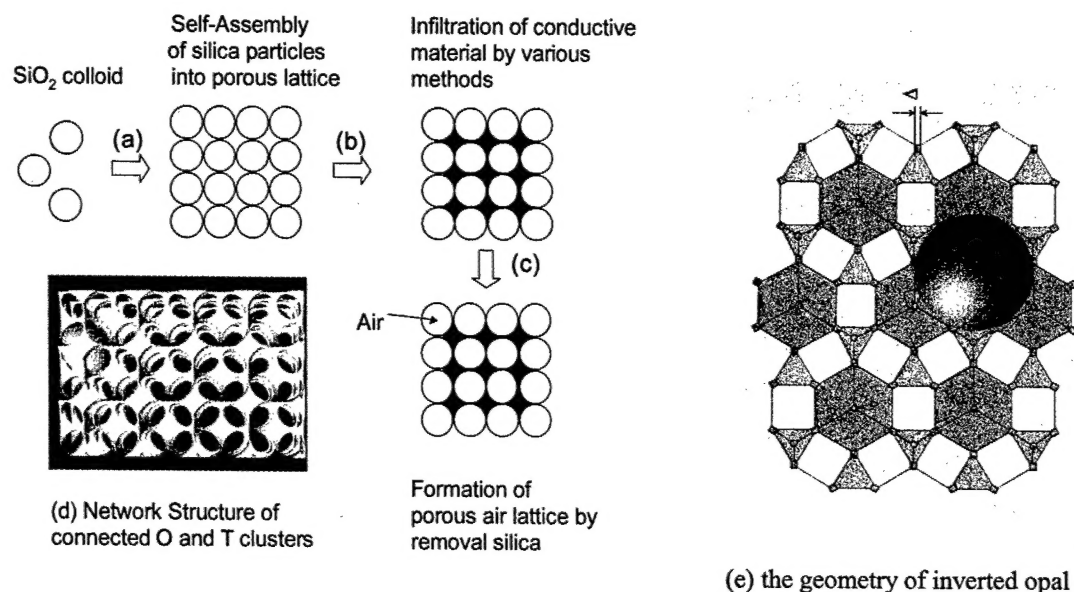 SiO₂ colloid
Self-Assembly
of silica particles
into porous lattice
Infiltration of conductive
material by various
methods
(a)
(b)
(c)
Air
(d) Network Structure of
connected O and T clusters
Formation of
porous air lattice by
removal silica
(e) the geometry of inverted opal